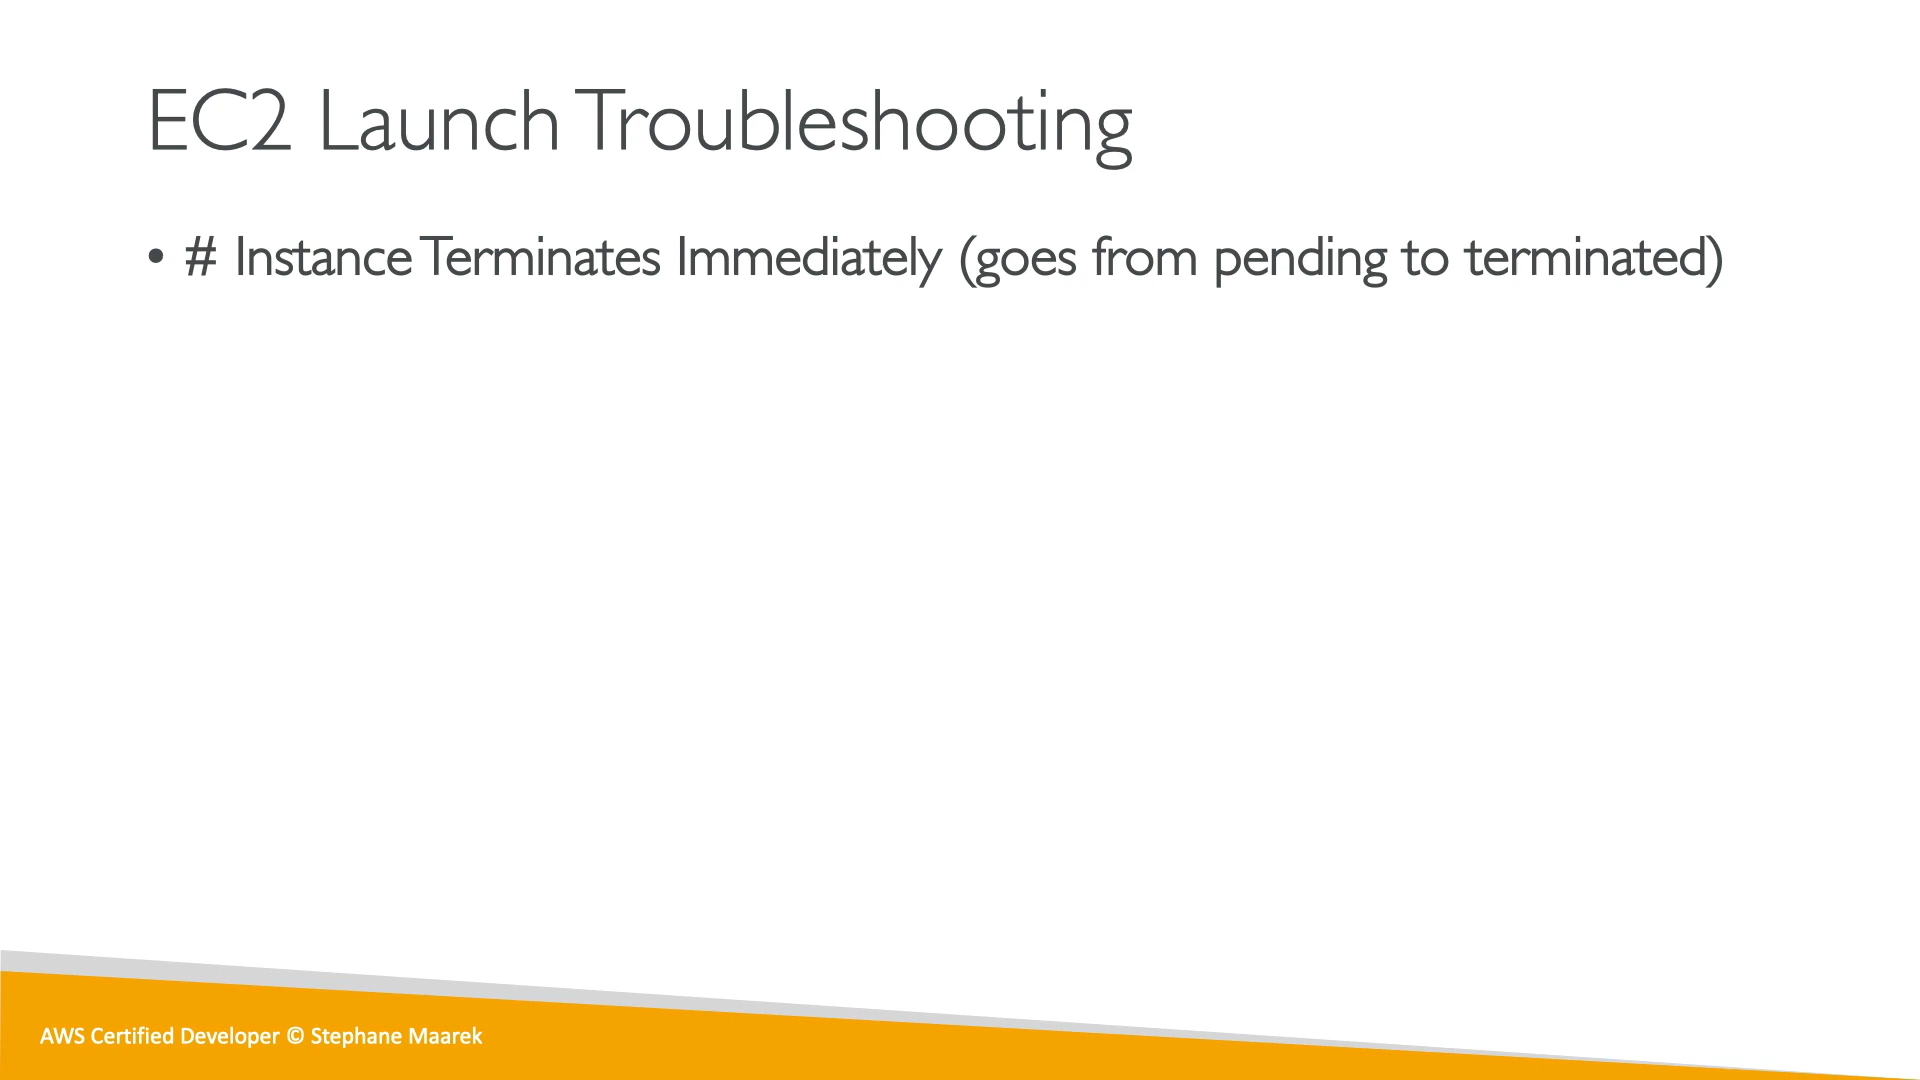 EC2 Launch Troubleshooting
• # Instance Terminates Immediately (goes from pending to terminated)
AWS Certified Developer © Stephane Maarek